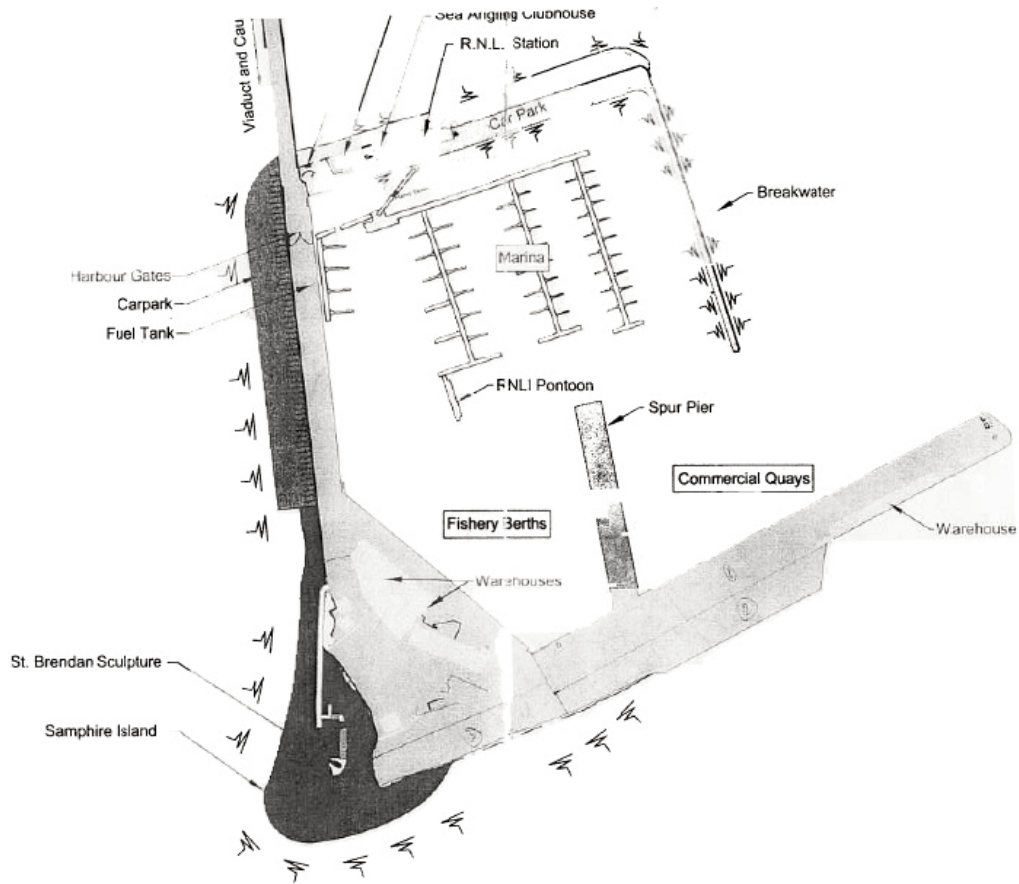 Sea Angling Clubhouse
R.N.L. Station
Viaduct and Cau
Car Park
Breakwater
Marina
Harbour Gates
Carpark
Fuel Tank
RNLI Pontoon
Spur Pier
Commercial Quays
Fishery Berths
Warehouse
Warehouses
St. Brendan Sculpture
Samphire Island